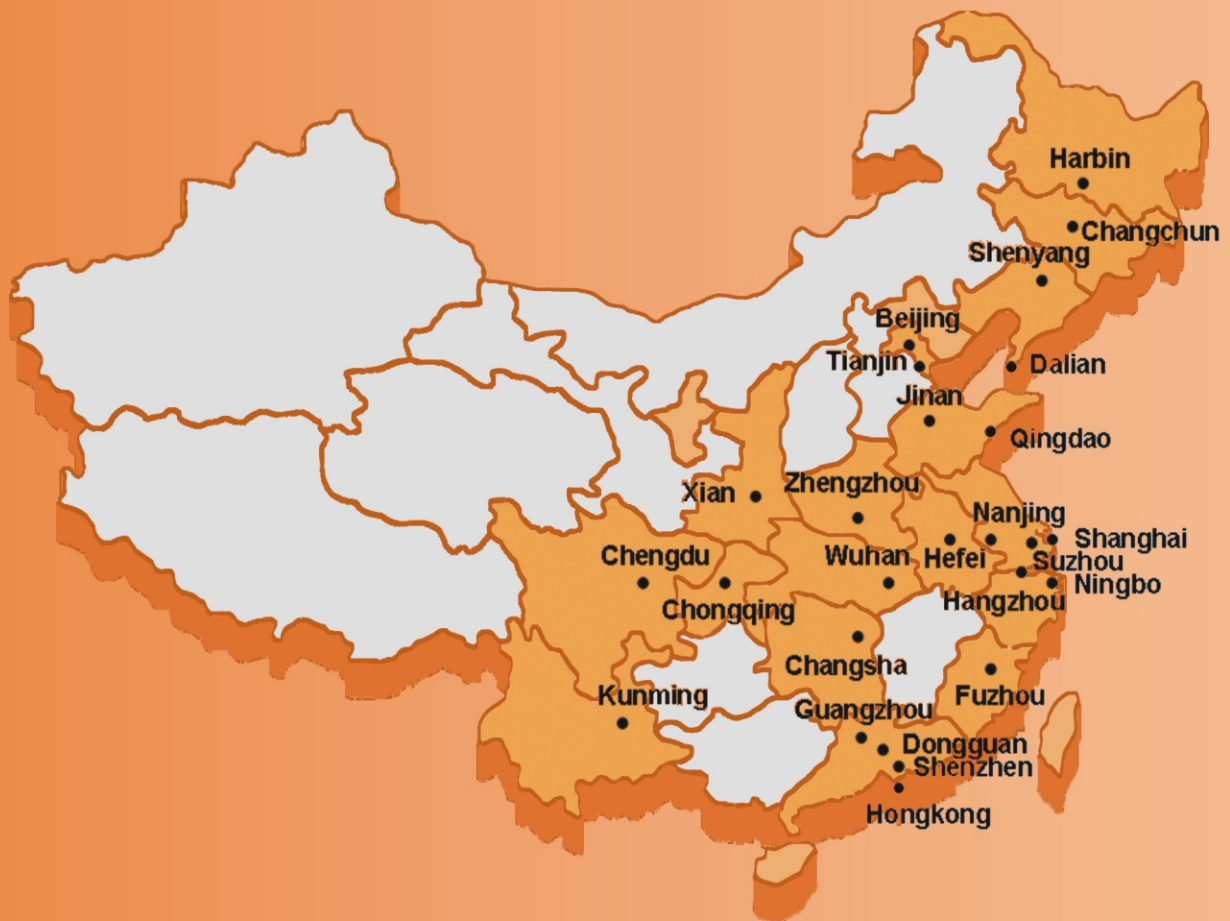 Harbin
Changchun
Shenyang
Beijing
Tianjin
Dalian
Jinan
Qingdao
Zhengzhou
Xian
Nanjing
Shanghai
Chengdu
Wuhan
Hefei
Suzhou
Ningbo
Chongqing
Hangzhou
Changsha
Kunming
Fuzhou
Guangzhou
Dongguan
Shenzhen
Hongkong